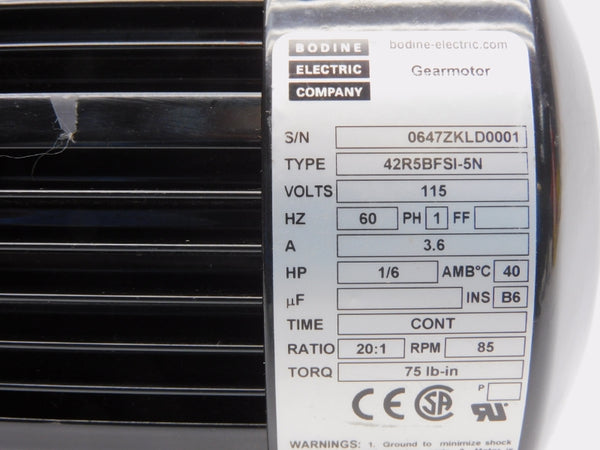 BODINE bodine-electric.com
ELECTRIC Gearmotor
COMPANY
S/N 0647ZKLD0001
TYPE 42R5BFSI-5N
VOLTS 115
HZ 60 PH 1 FF
A 3.6
HP 1/6 AMB°C 40
µF INS B6
TIME CONT
RATIO 20:1 RPM 85
TORQ 75 lb-in
CE SA P
WARNINGS: 1. Ground to minimize shock